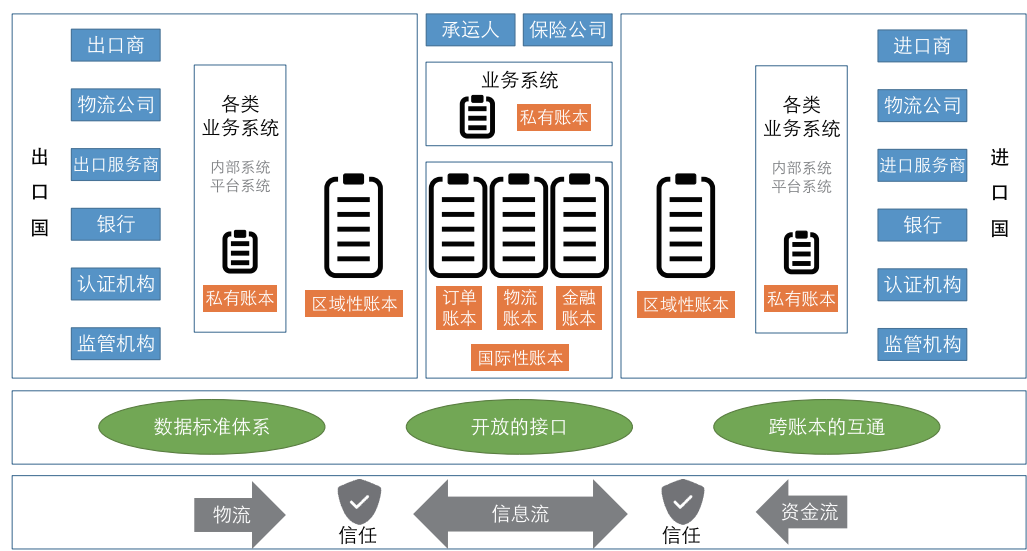 出
口
国
出口商
物流公司
出口服务商
银行
认证机构
监管机构
各类
业务系统
内部系统
平台系统
私有账本
区域性账本
承运人
保险公司
业务系统
私有账本
订单
账本
物流
账本
金融
账本
国际性账本
区域性账本
各类
业务系统
内部系统
平台系统
私有账本
进口商
物流公司
进口服务商
银行
认证机构
监管机构
进
口
国
数据标准体系
开放的接口
跨账本的互通
物流
信任
信息流
信任
资金流